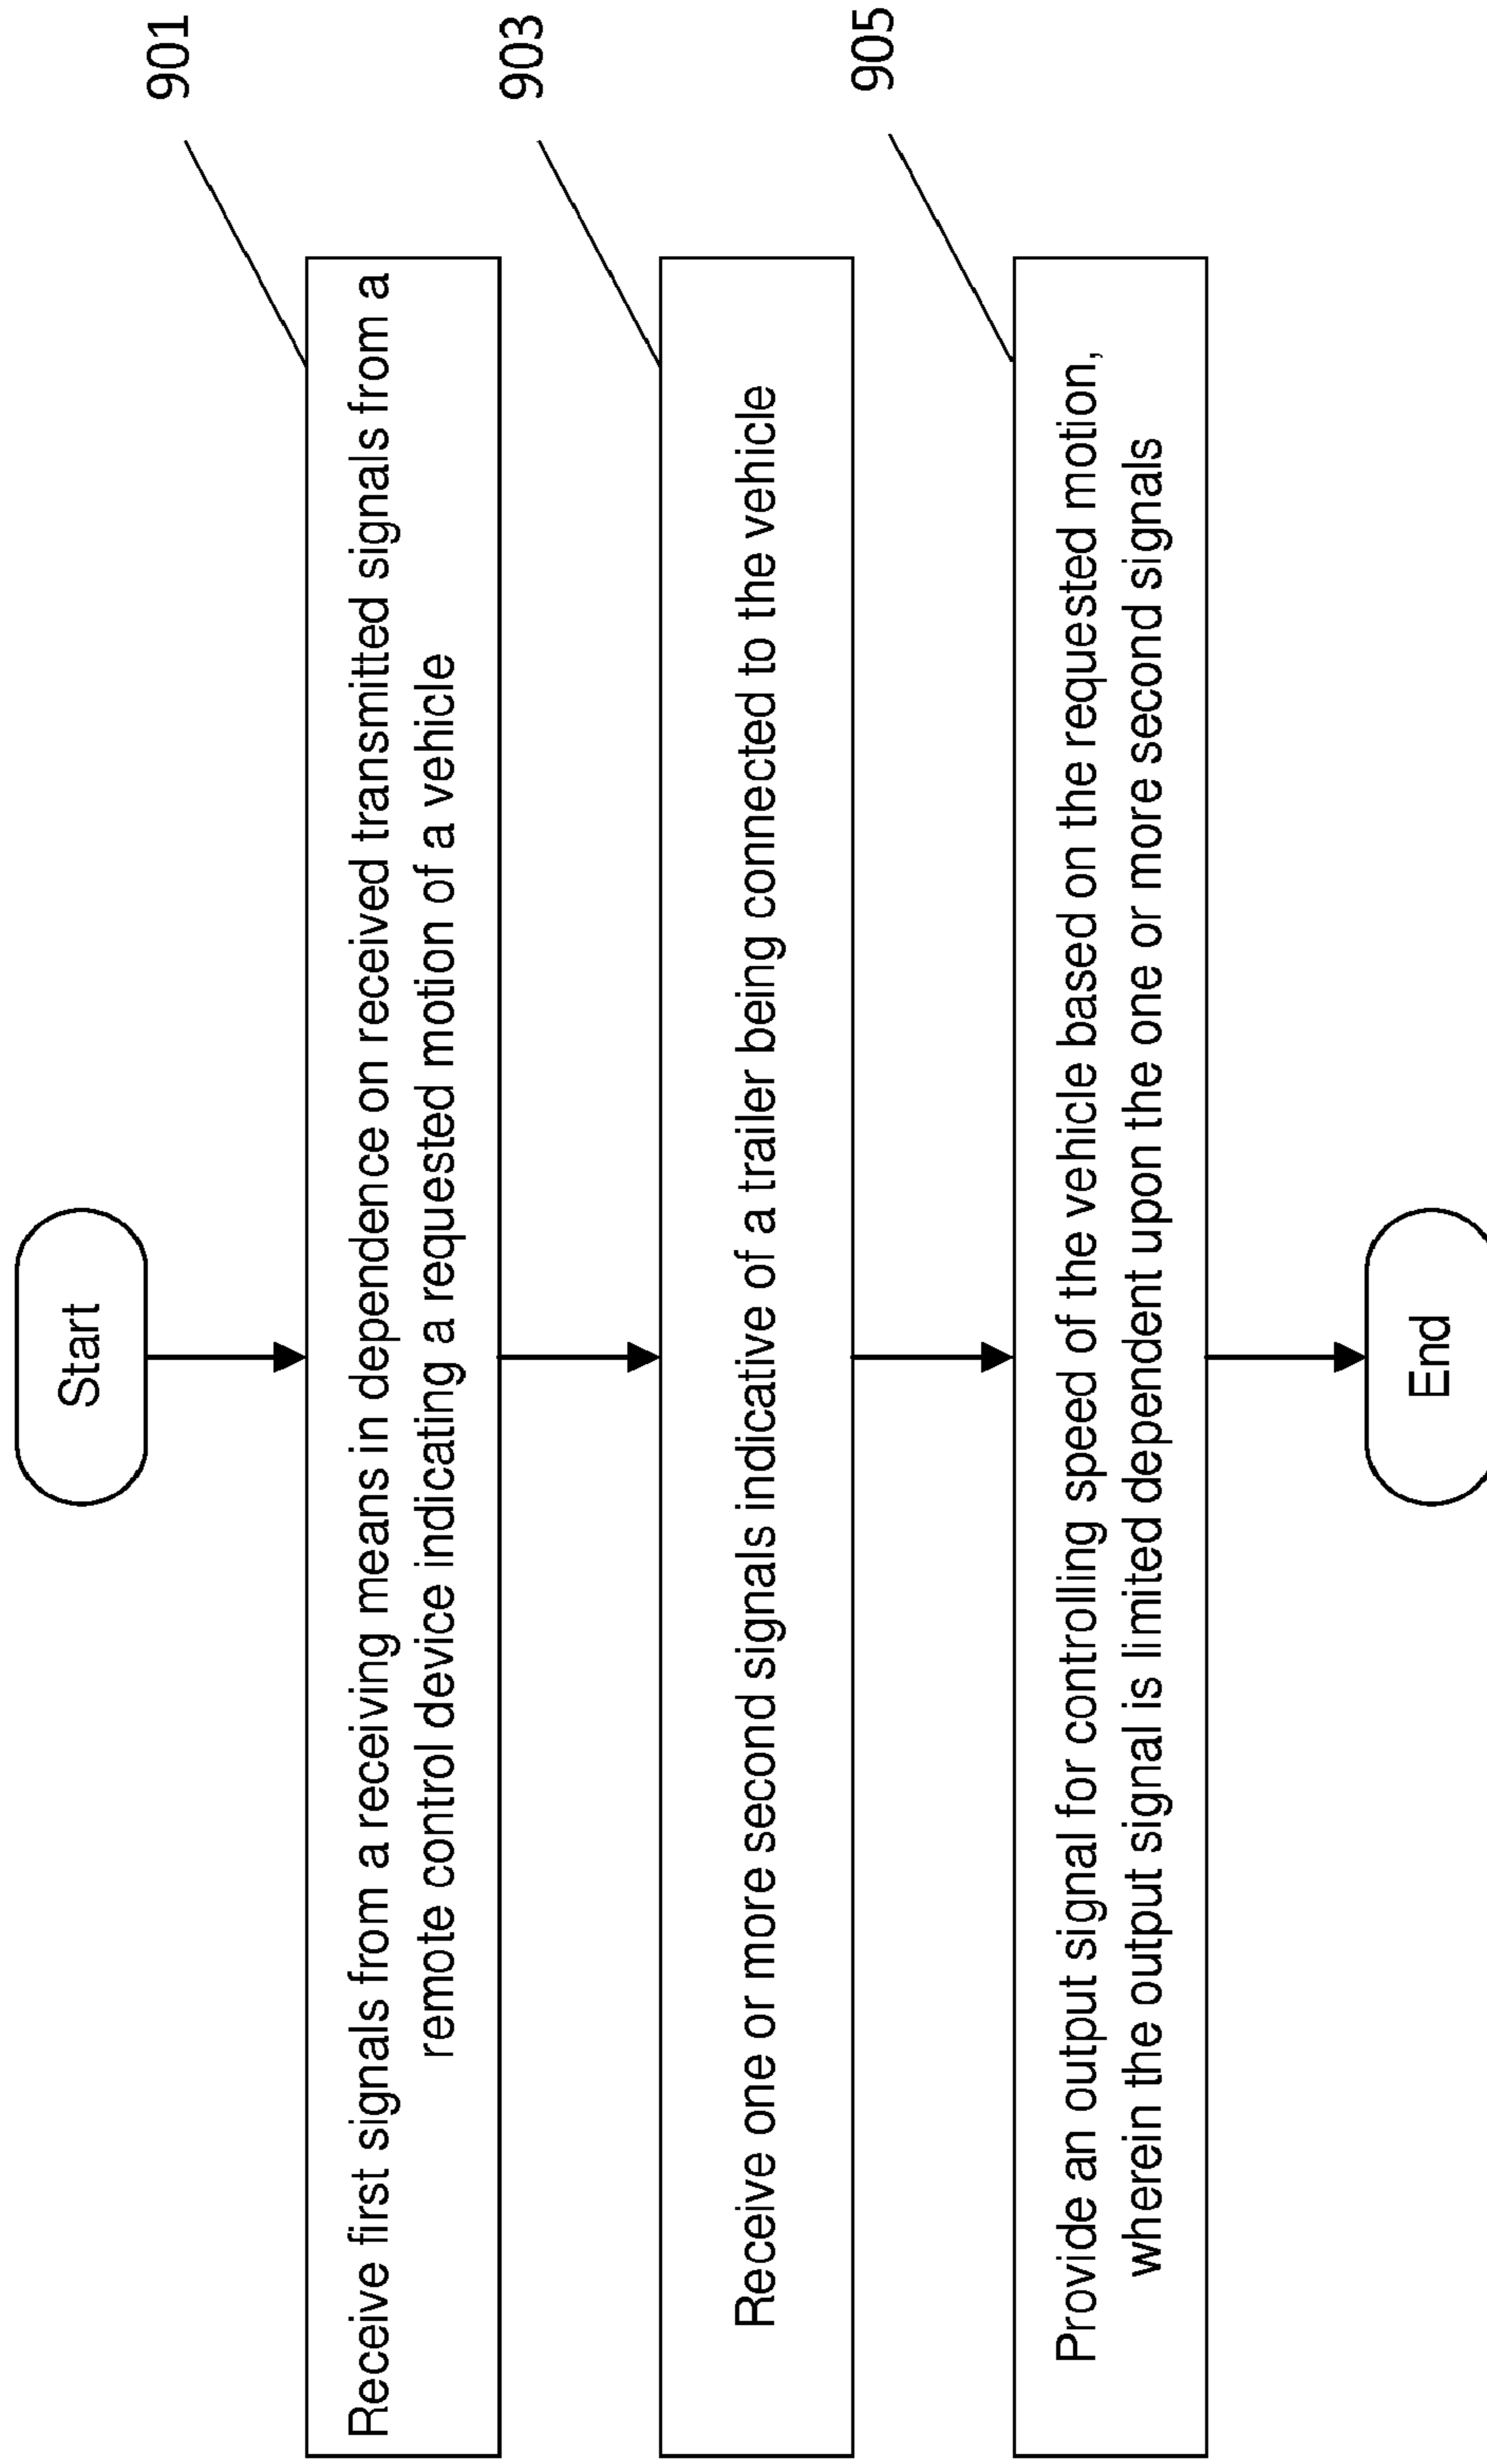 Start
901
Receive first signals from a receiving means in dependence on received transmitted signals from a
remote control device indicating a requested motion of a vehicle
903
Receive one or more second signals indicative of a trailer being connected to the vehicle
905
Provide an output signal for controlling speed of the vehicle based on the requested motion,
wherein the output signal is limited dependent upon the one or more second signals
End